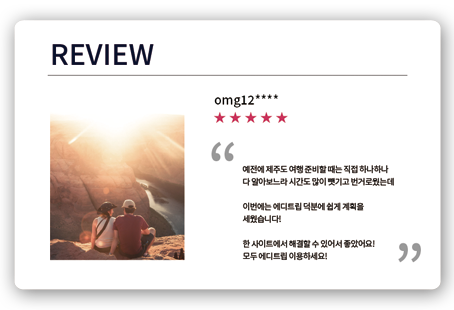 REVIEW
omg12****
★★★★★
“
예전에 제주도 여행 준비할 때는 직접 하나하나
다 알아보느라 시간도 많이 뺏기고 번거로웠는데
이번에는 에디트립 덕분에 쉽게 계획을
세웠습니다!
한 사이트에서 해결할 수 있어서 좋았어요!
모두 에디트립 이용하세요!
”